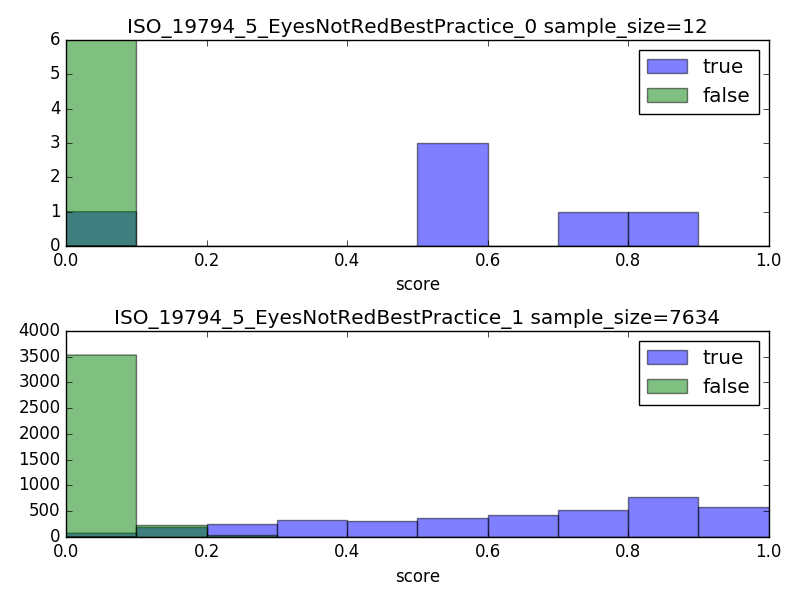 ISO_19794_5_EyesNotRedBestPractice_0 sample_size=12
6
5
4
3
2
1
0
true
false
0.0 0.2 0.4 0.6 0.8 1.0
score
ISO_19794_5_EyesNotRedBestPractice_1 sample_size=7634
4000
3500
3000
2500
2000
1500
1000
500
0
true
false
0.0 0.2 0.4 0.6 0.8 1.0
score